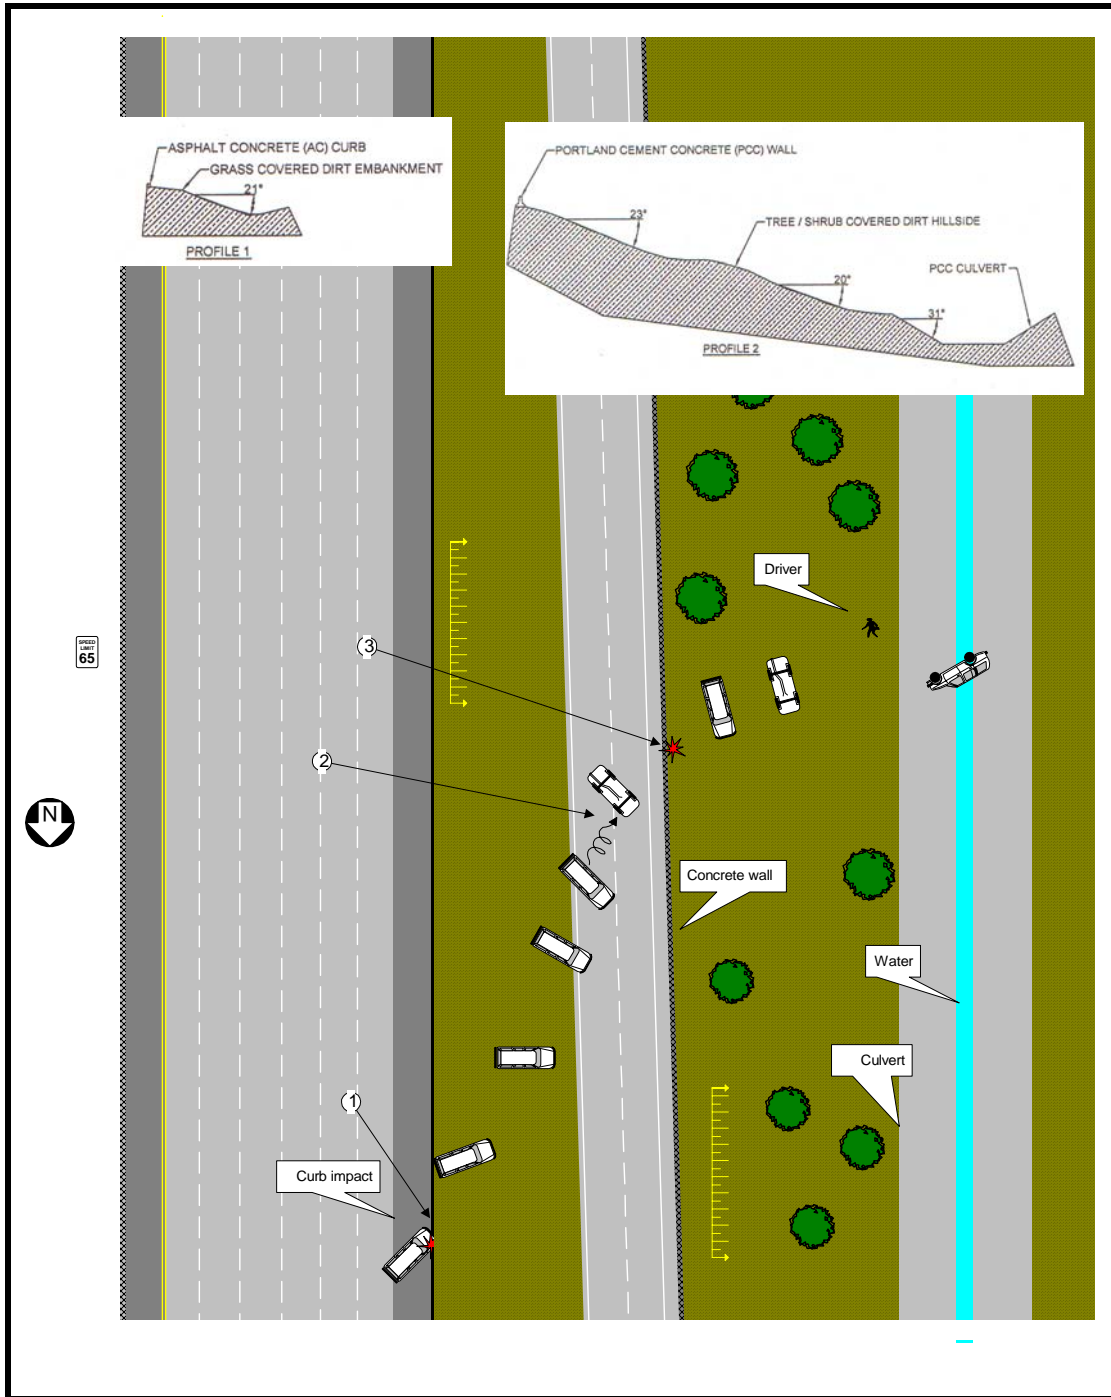 ASPHALT CONCRETE (AC) CURB
GRASS COVERED DIRT EMBANKMENT
21°
PROFILE 1
PORTLAND CEMENT CONCRETE (PCC) WALL
23°
TREE / SHRUB COVERED DIRT HILLSIDE
PCC CULVERT
20°
31°
PROFILE 2
Driver
SPEED
LIMIT
65
3
2
N
Concrete wall
Water
Culvert
1
Curb impact